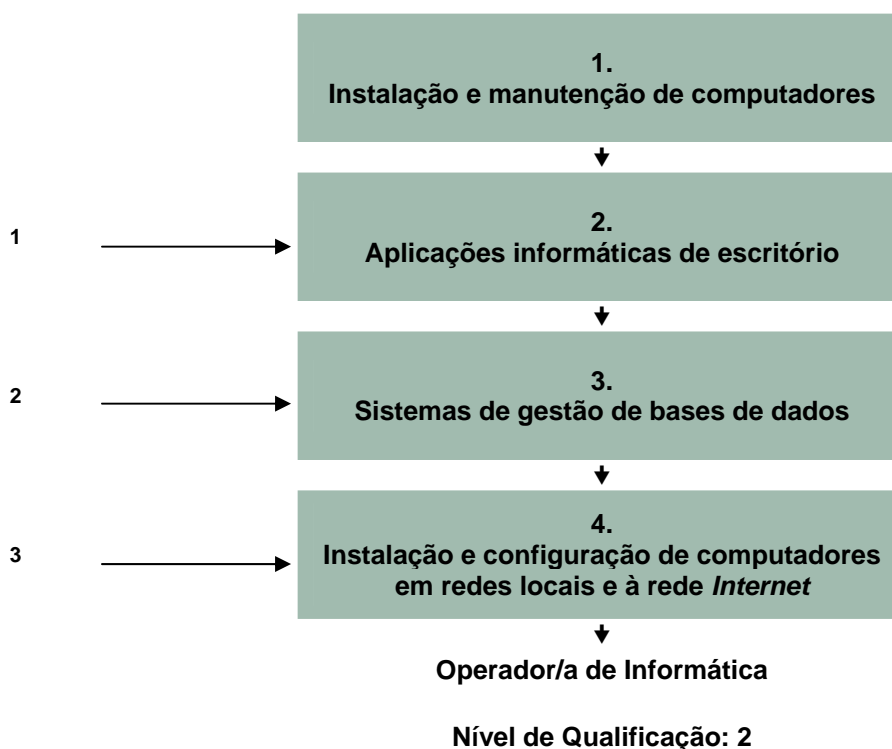 1.
Instalação e manutenção de computadores
1
2.
Aplicações informáticas de escritório
2
3.
Sistemas de gestão de bases de dados
3
4.
Instalação e configuração de computadores
em redes locais e à rede Internet
Operador/a de Informática
Nível de Qualificação: 2